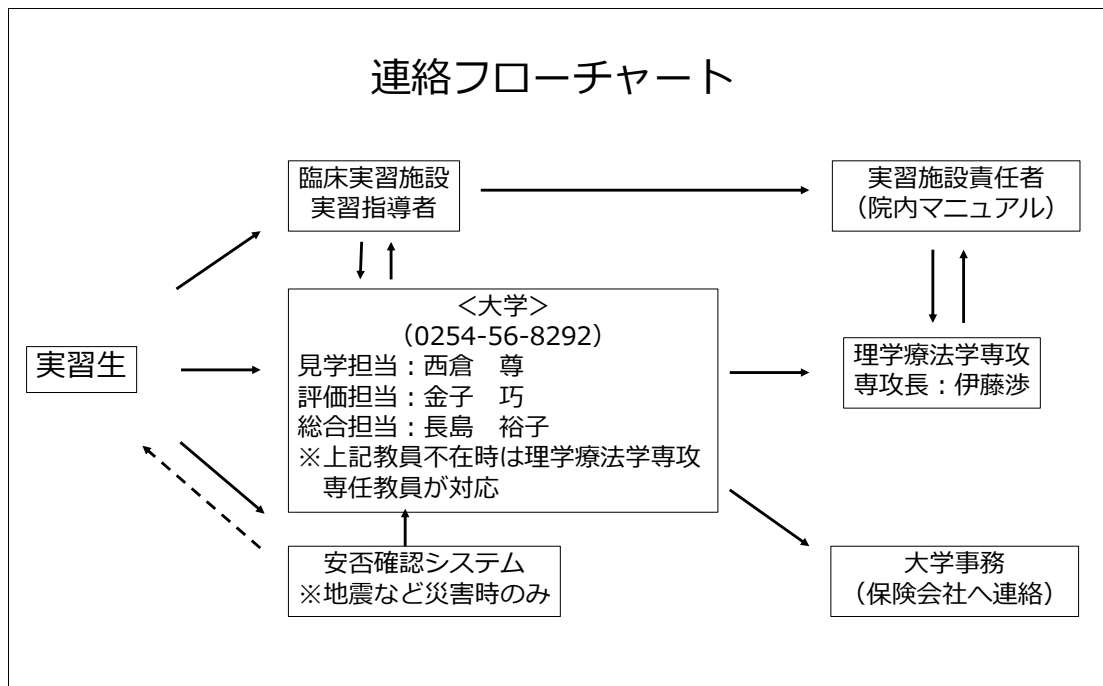 連絡フローチャート
臨床実習施設
実習指導者
実習施設責任者
（院内マニュアル）
＜大学＞
（0254-56-8292）
見学担当：西倉　尊
評価担当：金子　巧
総合担当：長島　裕子
※上記教員不在時は理学療法学専攻
専任教員が対応
実習生
理学療法学専攻
専攻長：伊藤渉
安否確認システム
※地震など災害時のみ
大学事務
（保険会社へ連絡）